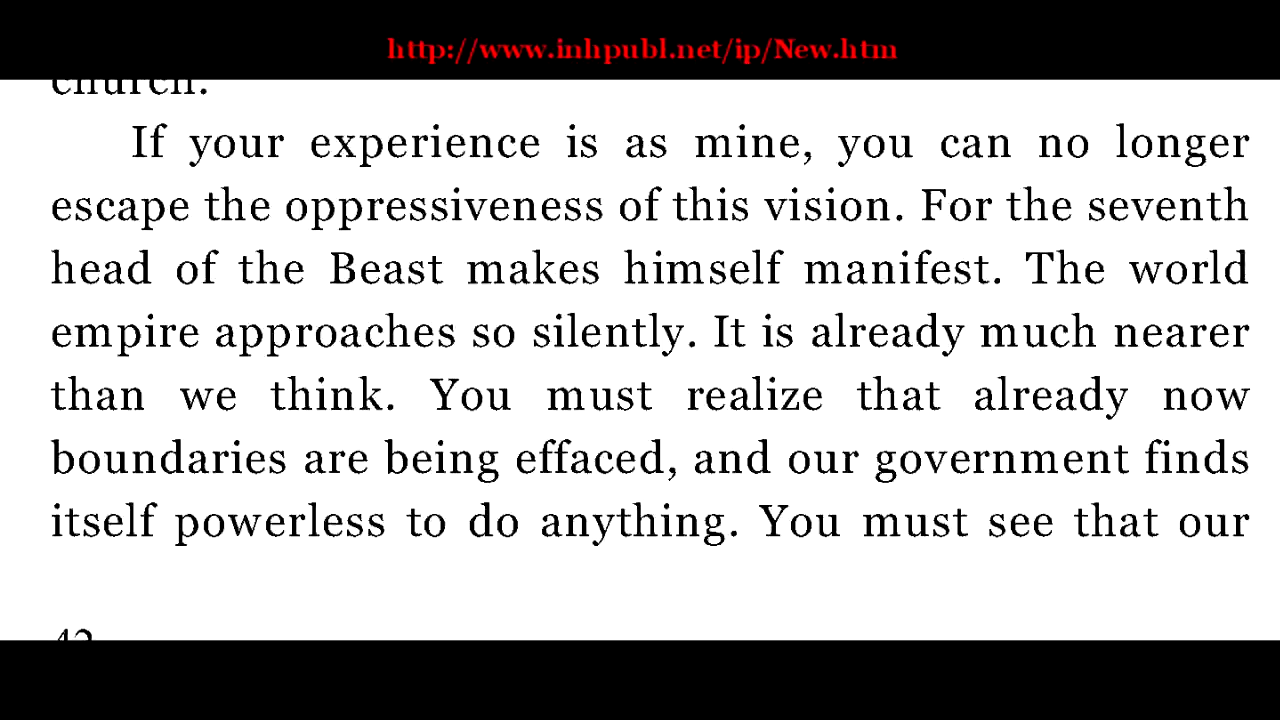 http://www.inhpubl.net/ip/New.htm
church.
If your experience is as mine, you can no longer
escape the oppressiveness of this vision. For the seventh
head of the Beast makes himself manifest. The world
empire approaches so silently. It is already much nearer
than we think. You must realize that already now
boundaries are being effaced, and our government finds
itself powerless to do anything. You must see that our
42